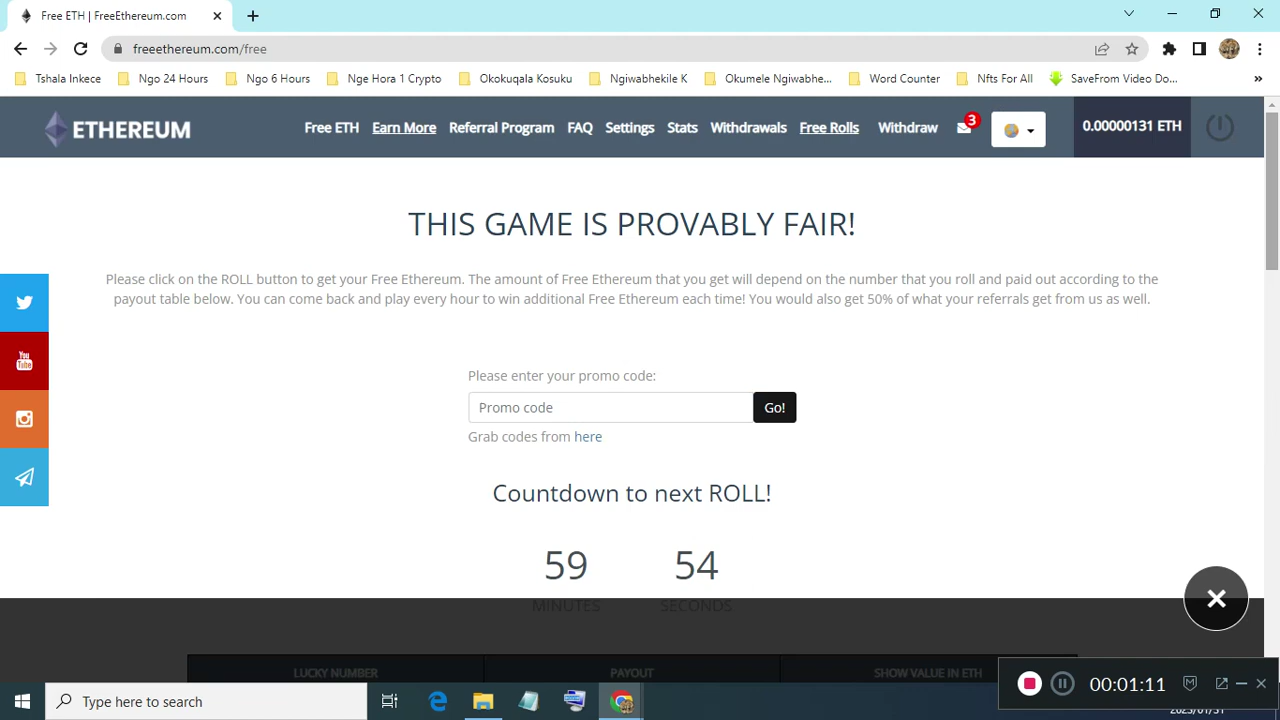 Free ETH | FreeEthereum.com
freeethereum.com/free
Tshala Inkece
Ngo 24 Hours
Ngo 6 Hours
Nge Hora 1 Crypto
Okokuqala Kosuku
Ngiwabhekile K
Okumele Ngiwabhe...
Word Counter
Nfts For All
SaveFrom Video Do...
»
ETHEREUM
Free ETH
Earn More
Referral Program
FAQ
Settings
Stats
Withdrawals
Free Rolls
Withdraw
3
0.00000131 ETH
THIS GAME IS PROVABLY FAIR!
Please click on the ROLL button to get your Free Ethereum. The amount of Free Ethereum that you get will depend on the number that you roll and paid out according to the
payout table below. You can come back and play every hour to win additional Free Ethereum each time! You would also get 50% of what your referrals get from us as well.
You Tube
Please enter your promo code:
Promo code
Go!
Grab codes from here
Countdown to next ROLL!
59 54
MINUTES SECONDS
LUCKY NUMBER PAYOUT SHOW VALUE IN ETH
00:01:11
Type here to search
2023/01/31